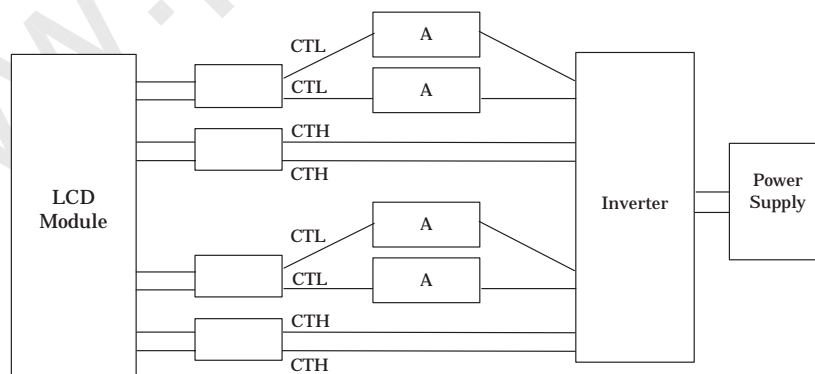 CTL
A
CTL
A
CTH
CTH
LCD
Module
Inverter
Power
Supply
CTL
A
CTL
A
CTH
CTH